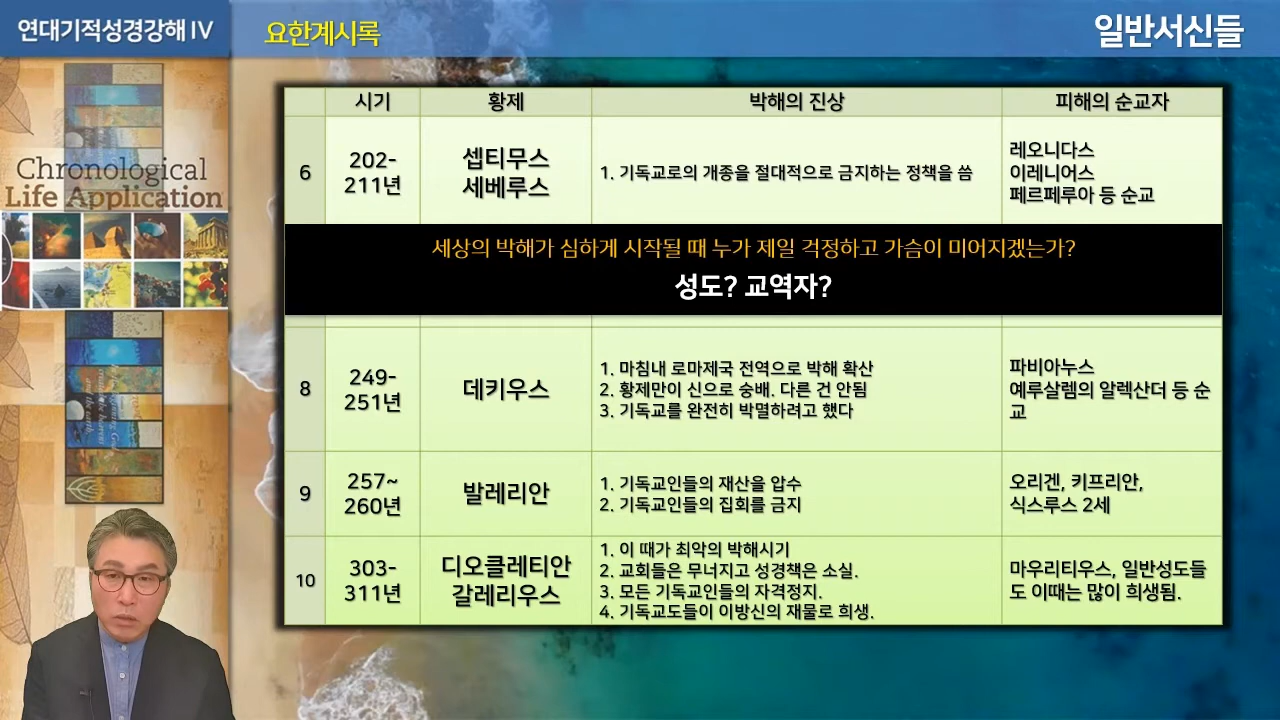 연대기적성경강해 IV
요한계시록
일반서신들
Chronological
Life Application
시기 황제 박해의 진상 피해의 순교자
6
202-
211년
셉티무스
세베루스
1. 기독교로의 개종을 절대적으로 금지하는 정책을 씀
레오니다스
이레니어스
페르페루아 등 순교
세상의 박해가 심하게 시작될 때 누가 제일 걱정하고 가슴이 미어지겠는가?
성도? 교역자?
8
249-
251년
데키우스
1. 마침내 로마제국 전역으로 박해 확산
2. 황제만이 신으로 숭배. 다른 건 안됨
3. 기독교를 완전히 박멸하려고 했다
파비아누스
예루살렘의 알렉산더 등 순
교
9
257~
260년
발레리안
1. 기독교인들의 재산을 압수
2. 기독교인들의 집회를 금지
오리겐, 키프리안,
식스루스 2세
10
303-
311년
디오클레티안
갈레리우스
1. 이 때가 최악의 박해시기
2. 교회들은 무너지고 성경책은 소실.
3. 모든 기독교인들의 자격정지.
4. 기독교도들이 이방신의 재물로 희생.
마우리티우스, 일반성도들
도 이때는 많이 희생됨.